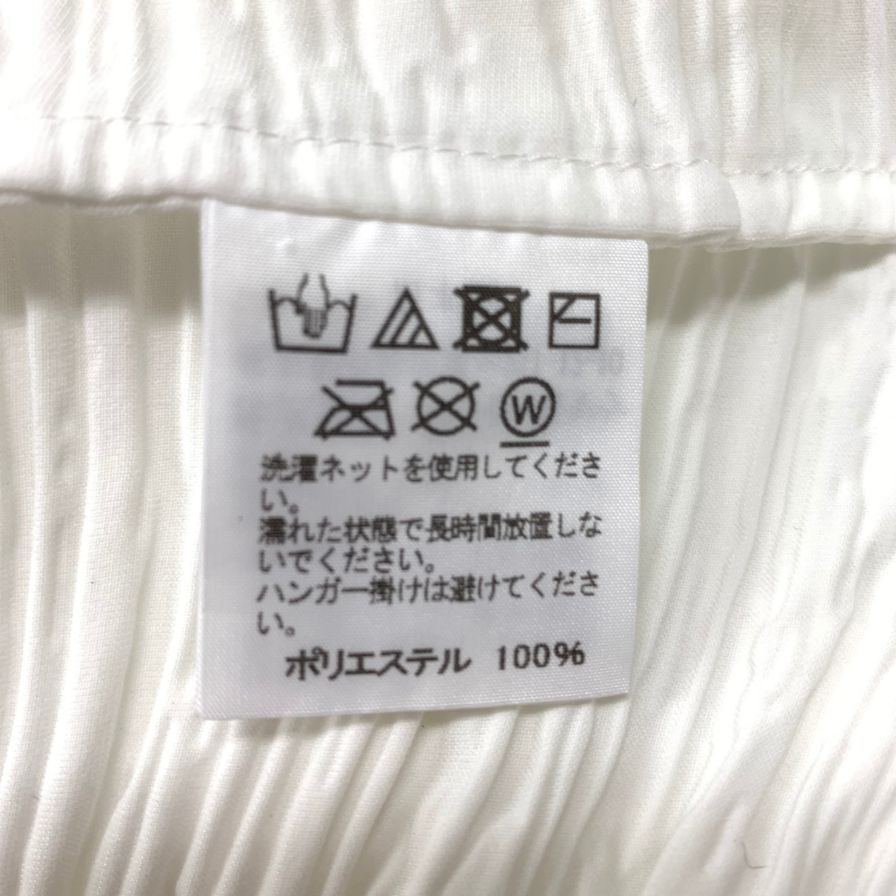 W
洗濯ネットを使用してくださ
い。
濡れた状態で長時間放置しな
いでください。
ハンガー掛けは避けてくださ
い。
ポリエステル 100%